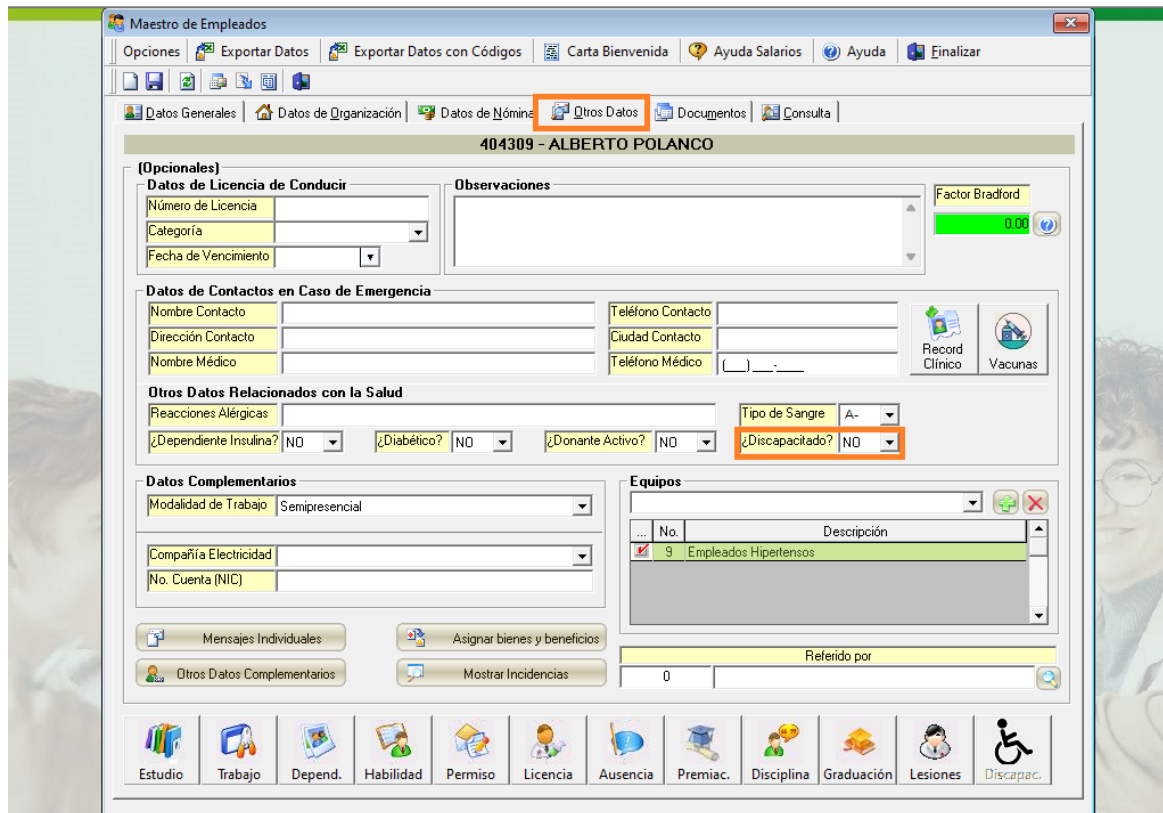 Maestro de Empleados
Opciones Exportar Datos Exportar Datos con Códigos Carta Bienvenida Ayuda Salarios Ayuda Finalizar
Datos Generales Datos de Organización Datos de Nómina Otros Datos Documentos Consulta
404309 - ALBERTO POLANCO
(Opcionales)
Datos de Licencia de Conducir Observaciones
Factor Bradford
Número de Licencia
0.00
Categoría
Fecha de Vencimiento
Datos de Contactos en Caso de Emergencia
Nombre Contacto Teléfono Contacto
Dirección Contacto Ciudad Contacto
Nombre Médico Teléfono Médico (___)___-____
Record Clínico Vacunas
Otros Datos Relacionados con la Salud
Reacciones Alérgicas Tipo de Sangre A-
¿Dependiente Insulina? NO ¿Diabético? NO ¿Donante Activo? NO ¿Discapacitado? NO
Datos Complementarios Equipos
Modalidad de Trabajo Semipresencial
... No. Descripción
9 Empleados Hipertensos
Compañía Electricidad
No. Cuenta (NIC)
Mensajes Individuales Asignar bienes y beneficios
Referido por
Otros Datos Complementarios Mostrar Incidencias 0
Estudio Trabajo Depend. Habilidad Permiso Licencia Ausencia Premiac. Disciplina Graduación Lesiones Discapac.